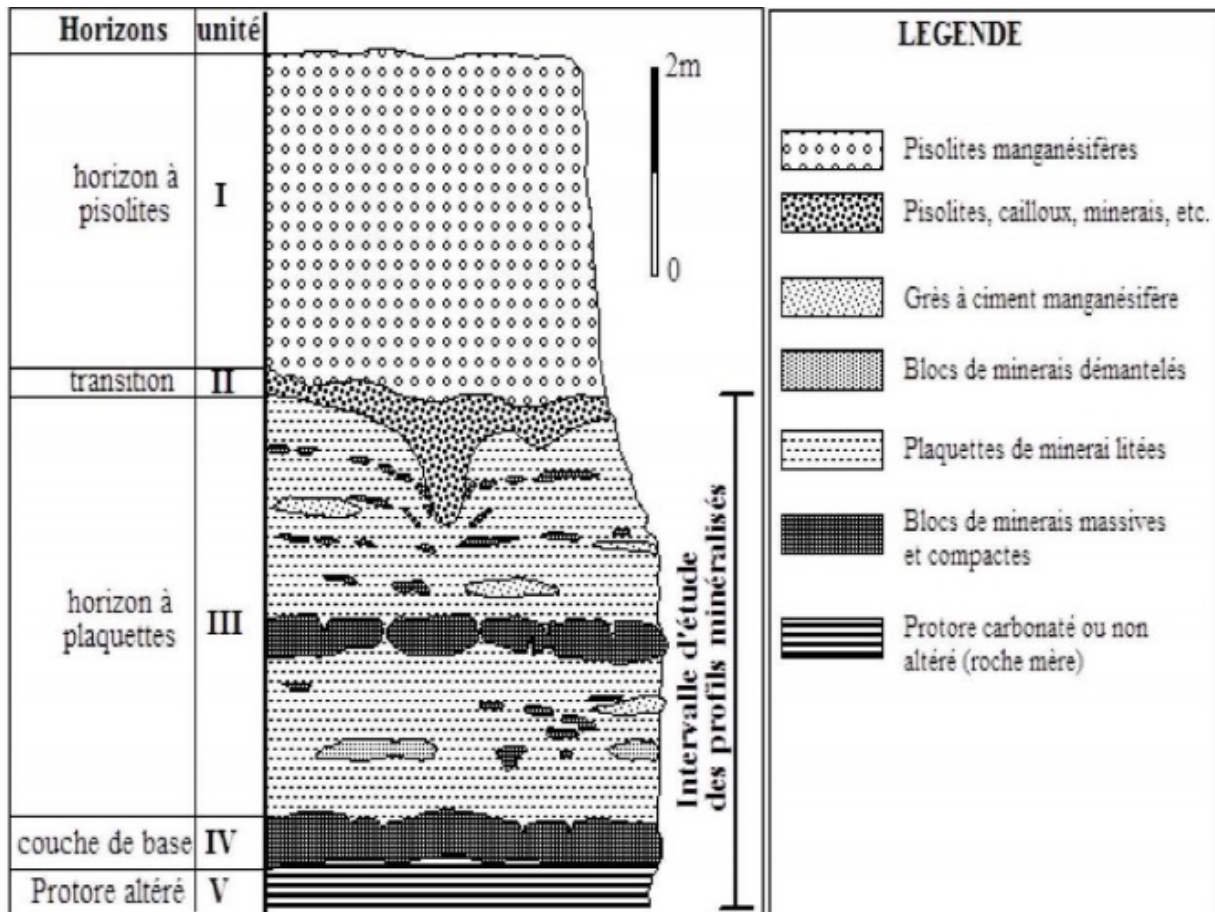 Horizons unité
horizon à
pisolites
I
transition II
horizon à
plaquettes
III
couche de base IV
Protore altéré V
2m
0
Intervalle d'étude
des profils minéralisés
LEGENDE
Pisolites manganésifères
Pisolites, cailloux, minerais, etc.
Grès à ciment manganésifère
Blocs de minerais démantelés
Plaquettes de minerai litées
Blocs de minerais massives
et compactes
Protore carbonaté ou non
altéré (roche mère)